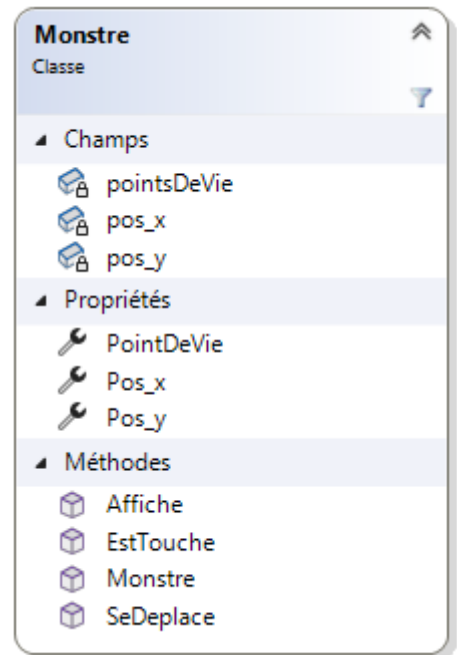 Monstre
Classe
Champs
pointsDeVie
pos_x
pos_y
Propriétés
PointDeVie
Pos_x
Pos_y
Méthodes
Affiche
EstTouche
Monstre
SeDeplace